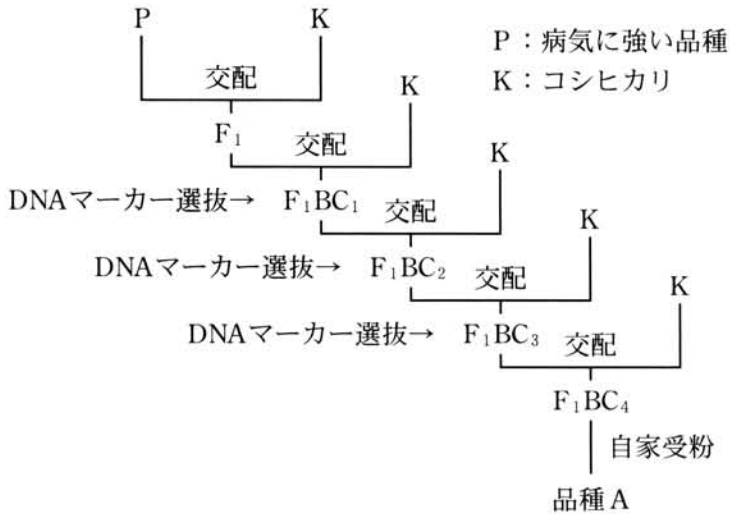 P K
P：病気に強い品種
交配
K：コシヒカリ
K
F₁
交配
K
DNAマーカー選抜→ F₁BC₁
交配
K
DNAマーカー選抜→ F₁BC₂
交配
K
DNAマーカー選抜→ F₁BC₃
交配
F₁BC₄
自家受粉
品種A